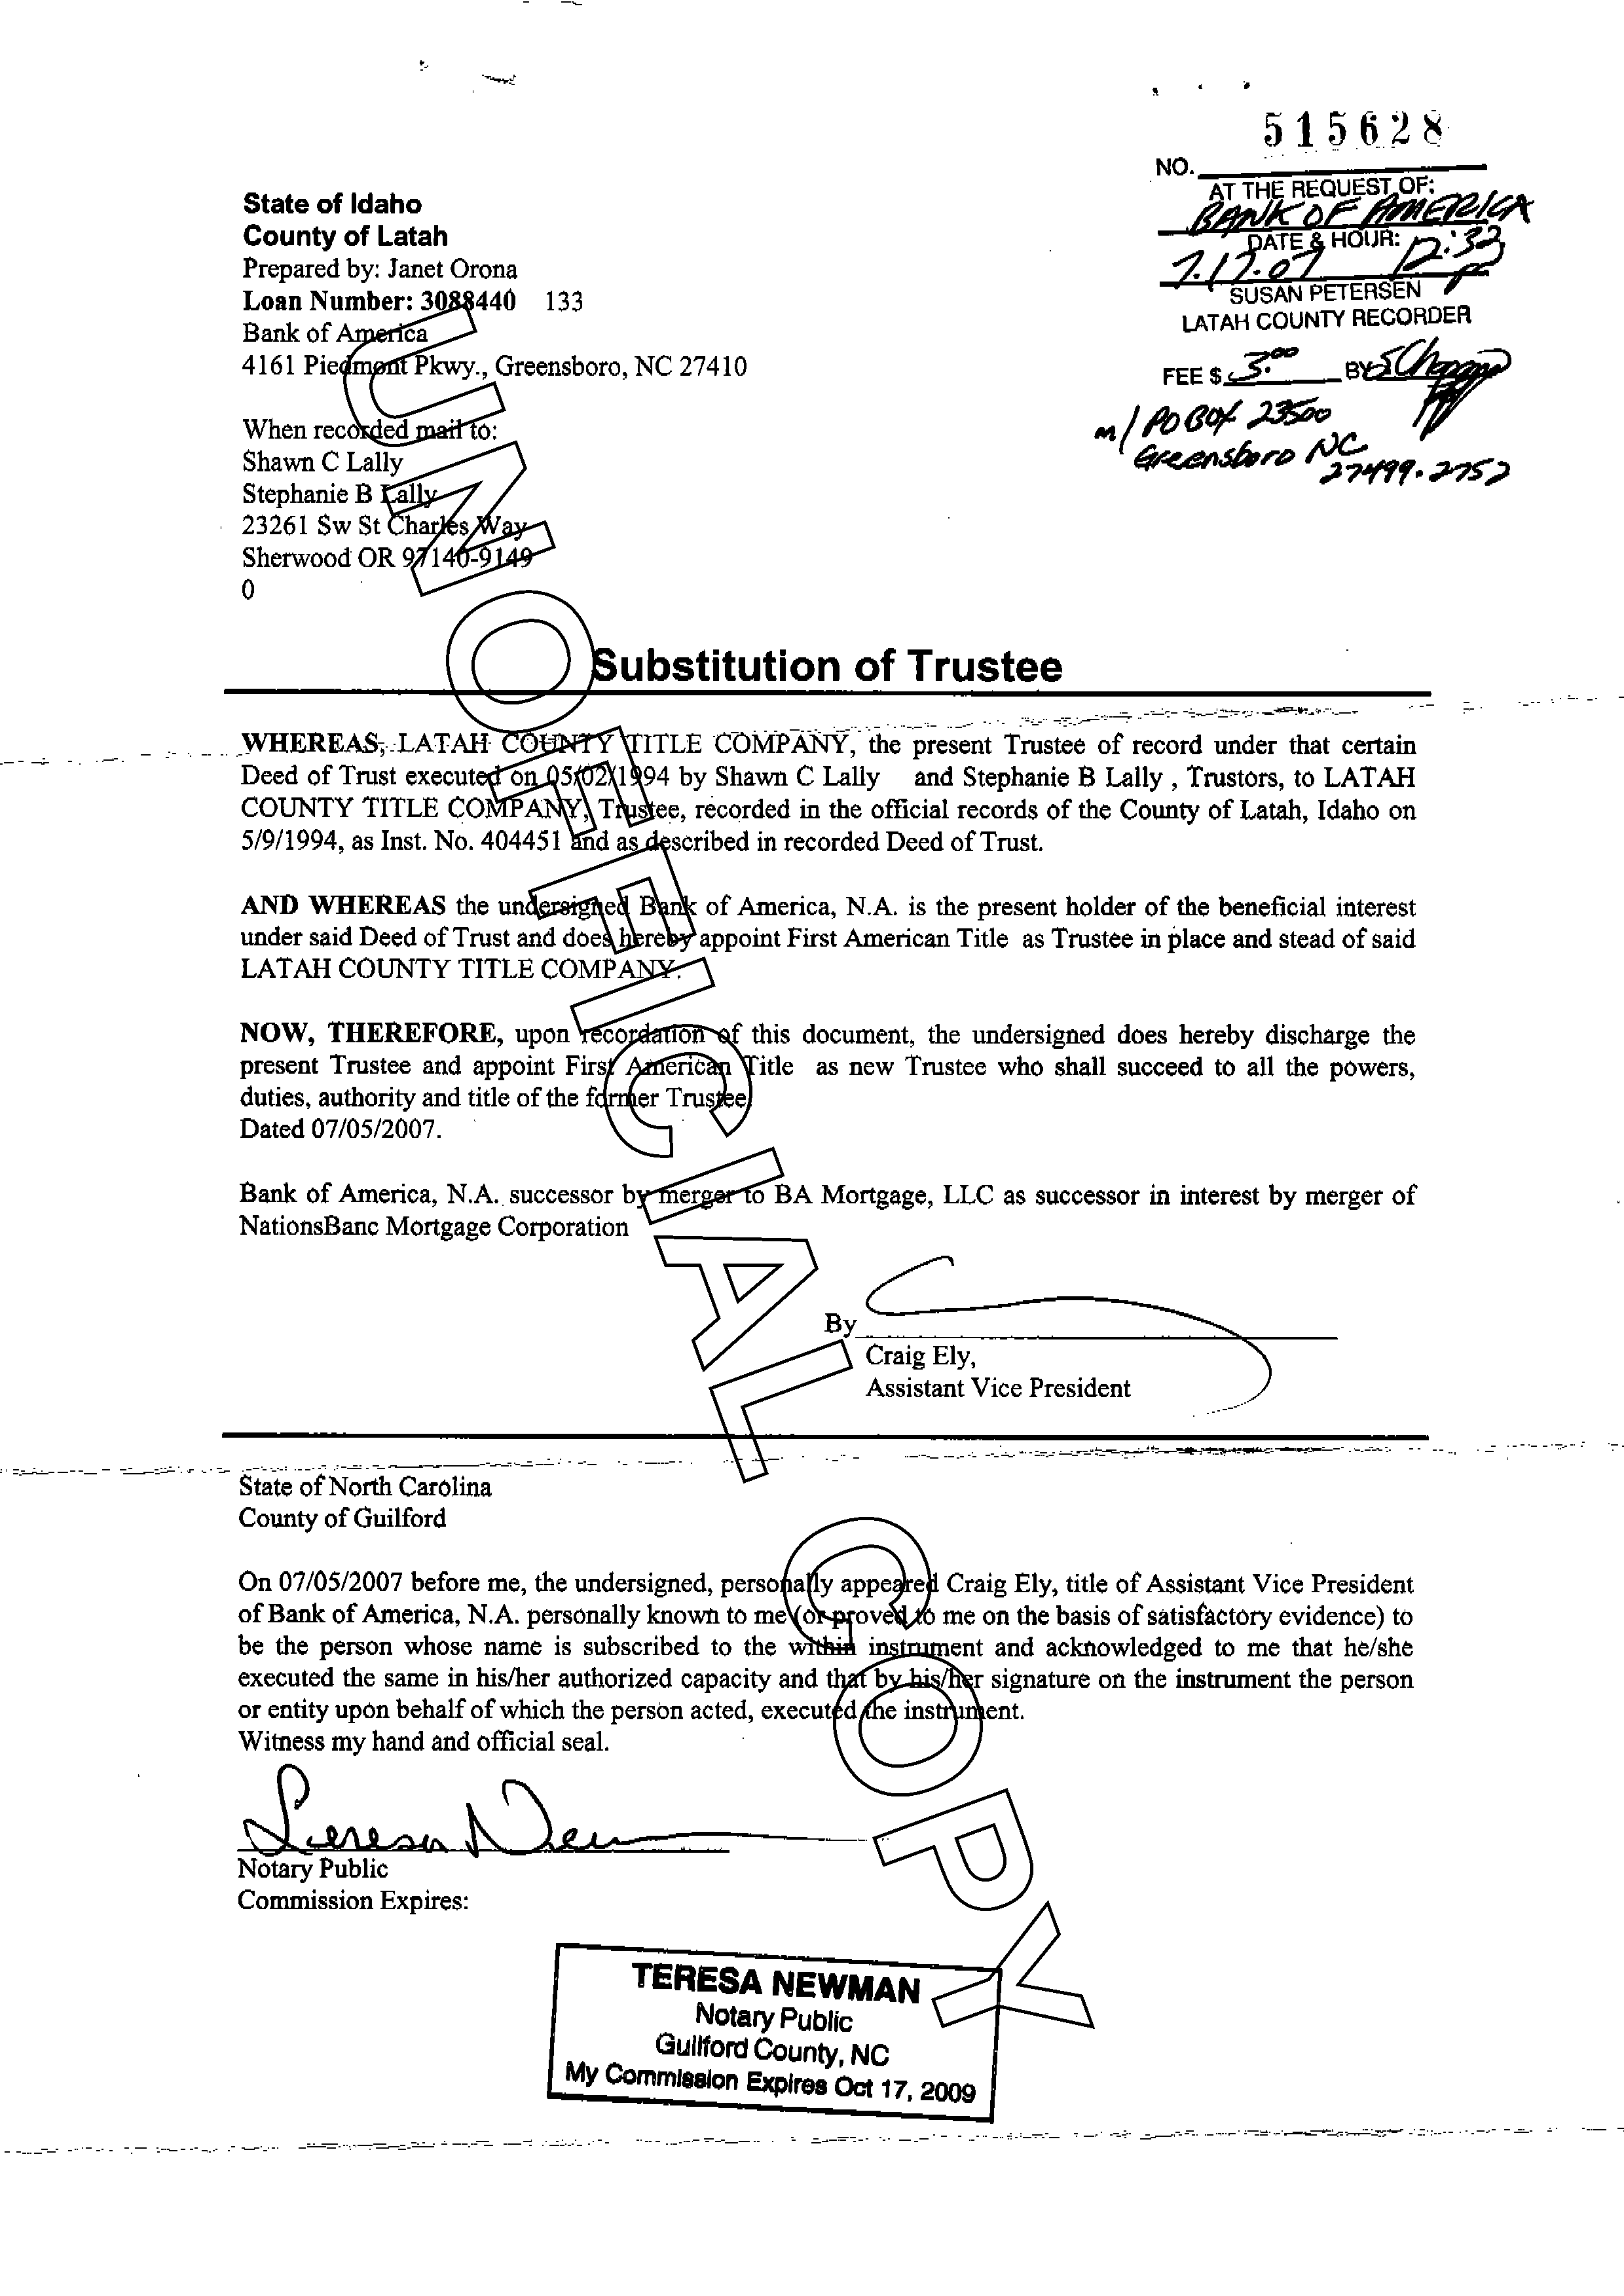 515628
NO.
AT THE REQUEST OF:
BANK OF AMERICA
DATE & HOUR:
7.17.07 12:33
SUSAN PETERSEN
LATAH COUNTY RECORDER
FEE $ 3.00 BY
m/ PO BOX 23500
Greensboro NC
27499-2752
State of Idaho
County of Latah
Prepared by: Janet Orona
Loan Number: 3088440 133
Bank of America
4161 Piedmont Pkwy., Greensboro, NC 27410
When recorded mail to:
Shawn C Lally
Stephanie B Lally
23261 Sw St Charles Way
Sherwood OR 97140-9149
0
Substitution of Trustee
WHEREAS, LATAH COUNTY TITLE COMPANY, the present Trustee of record under that certain
Deed of Trust executed on 05/02/1994 by Shawn C Lally and Stephanie B Lally , Trustors, to LATAH
COUNTY TITLE COMPANY, Trustee, recorded in the official records of the County of Latah, Idaho on
5/9/1994, as Inst. No. 404451 and as described in recorded Deed of Trust.
AND WHEREAS the undersigned Bank of America, N.A. is the present holder of the beneficial interest
under said Deed of Trust and does hereby appoint First American Title as Trustee in place and stead of said
LATAH COUNTY TITLE COMPANY.
NOW, THEREFORE, upon recordation of this document, the undersigned does hereby discharge the
present Trustee and appoint First American Title as new Trustee who shall succeed to all the powers,
duties, authority and title of the former Trustee.
Dated 07/05/2007.
Bank of America, N.A. successor by merger to BA Mortgage, LLC as successor in interest by merger of
NationsBanc Mortgage Corporation
By
Craig Ely,
Assistant Vice President
State of North Carolina
County of Guilford
On 07/05/2007 before me, the undersigned, personally appeared Craig Ely, title of Assistant Vice President
of Bank of America, N.A. personally known to me (or proved to me on the basis of satisfactory evidence) to
be the person whose name is subscribed to the within instrument and acknowledged to me that he/she
executed the same in his/her authorized capacity and that by his/her signature on the instrument the person
or entity upon behalf of which the person acted, executed the instrument.
Witness my hand and official seal.
Teresa New
Notary Public
Commission Expires:
TERESA NEWMAN
Notary Public
Guilford County, NC
My Commission Expires Oct 17, 2009
UNOFFICIAL COPY